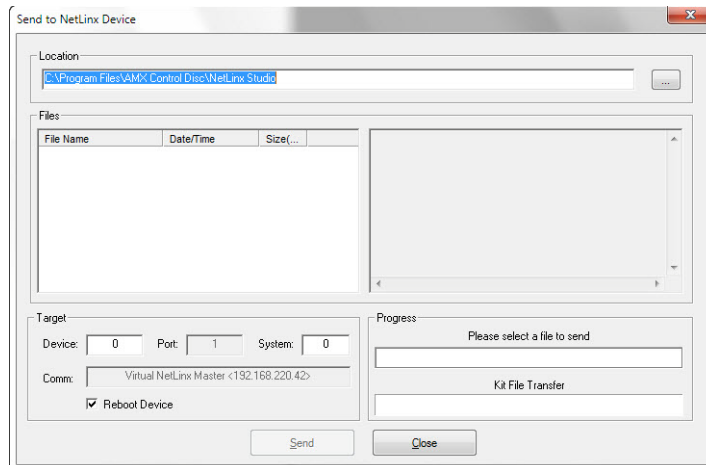 Send to NetLinx Device
Location
C:\Program Files\AMX Control Disc\NetLinx Studio
...
Files
File Name Date/Time Size(...
Target
Device: 0 Port: 1 System: 0
Comm: Virtual NetLinx Master <192.168.220.42>
Reboot Device
Progress
Please select a file to send
Kit File Transfer
Send Close